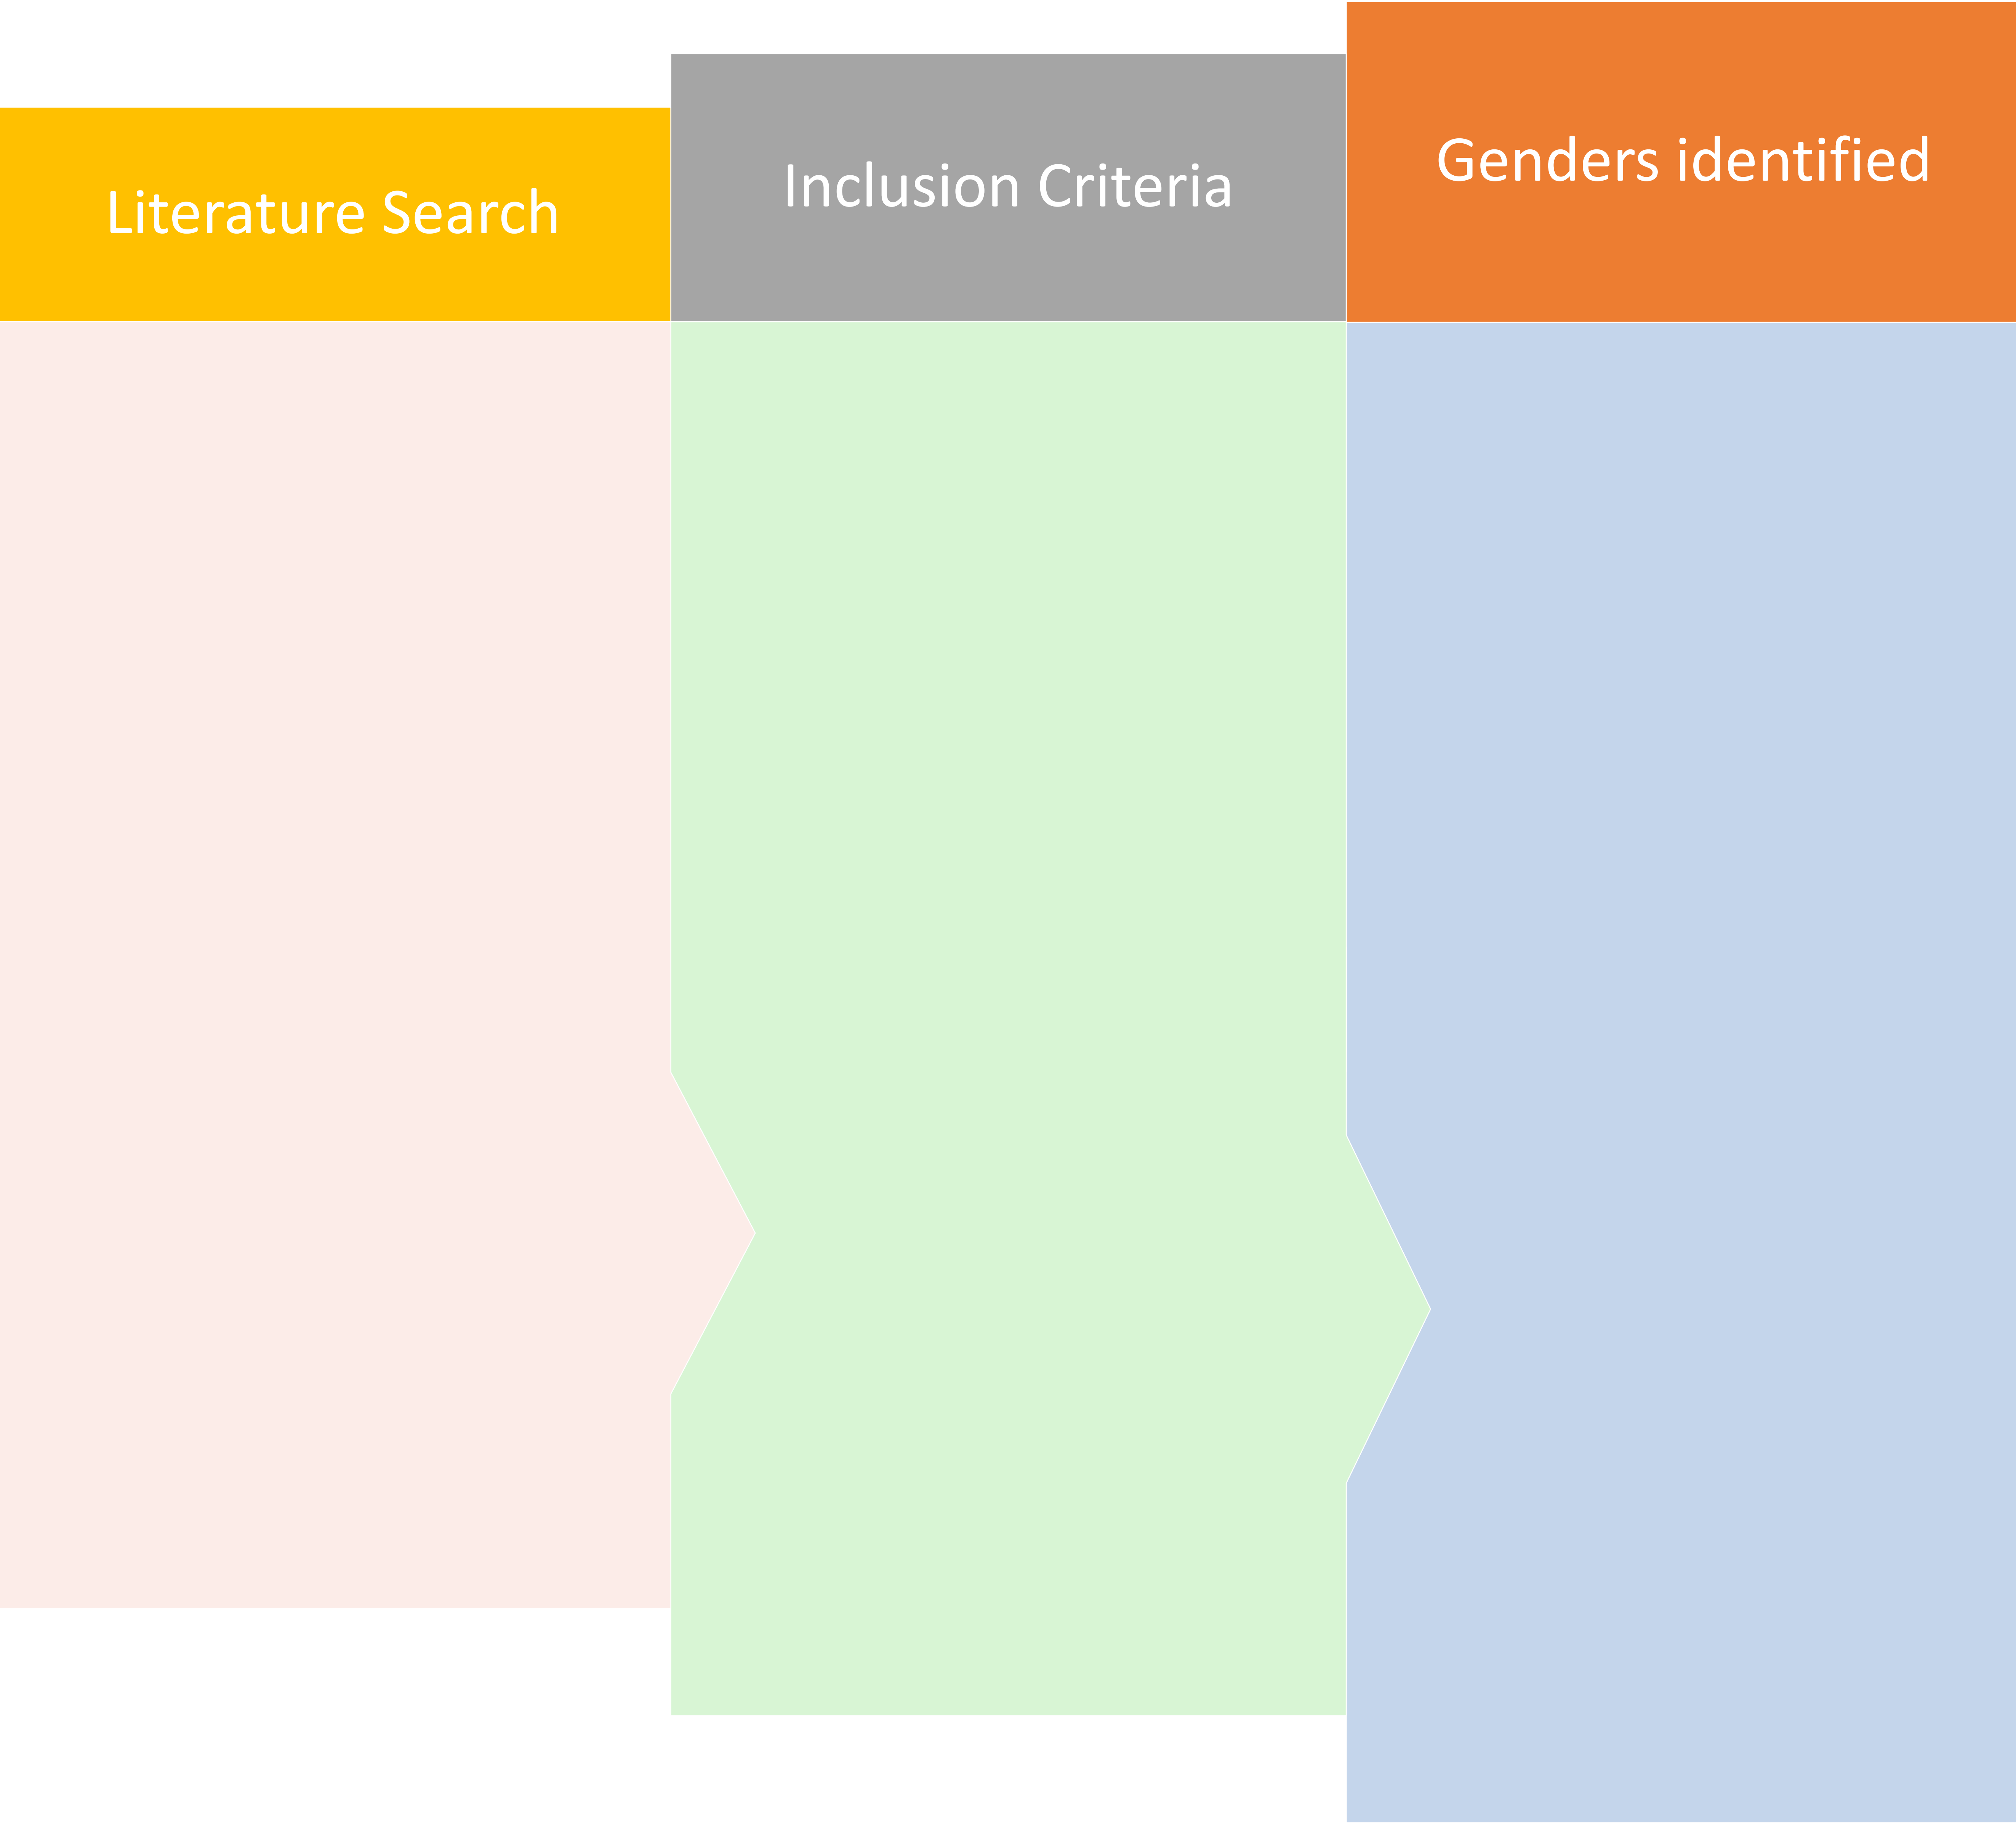 Literature Search
Inclusion Criteria
Genders identified